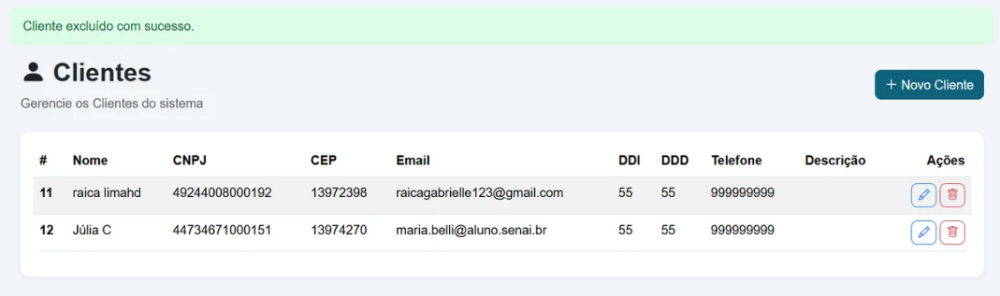 Cliente excluído com sucesso.
Clientes
+ Novo Cliente
Gerencie os Clientes do sistema
# Nome CNPJ CEP Email DDI DDD Telefone Descrição Ações
11 raica limahd 49244008000192 13972398 raicagabrielle123@gmail.com 55 55 999999999
12 Júlia C 44734671000151 13974270 maria.belli@aluno.senai.br 55 55 999999999